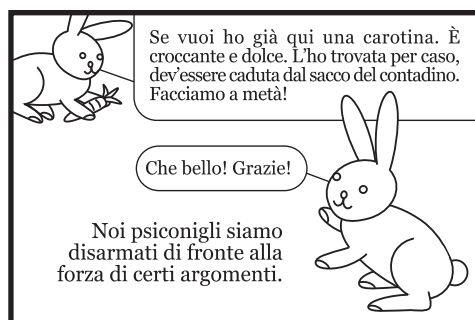 Se vuoi ho già qui una carotina. È
croccante e dolce. L'ho trovata per caso,
dev'essere caduta dal sacco del contadino.
Facciamo a metà!
Che bello! Grazie!
Noi psiconigli siamo
disarmati di fronte alla
forza di certi argomenti.